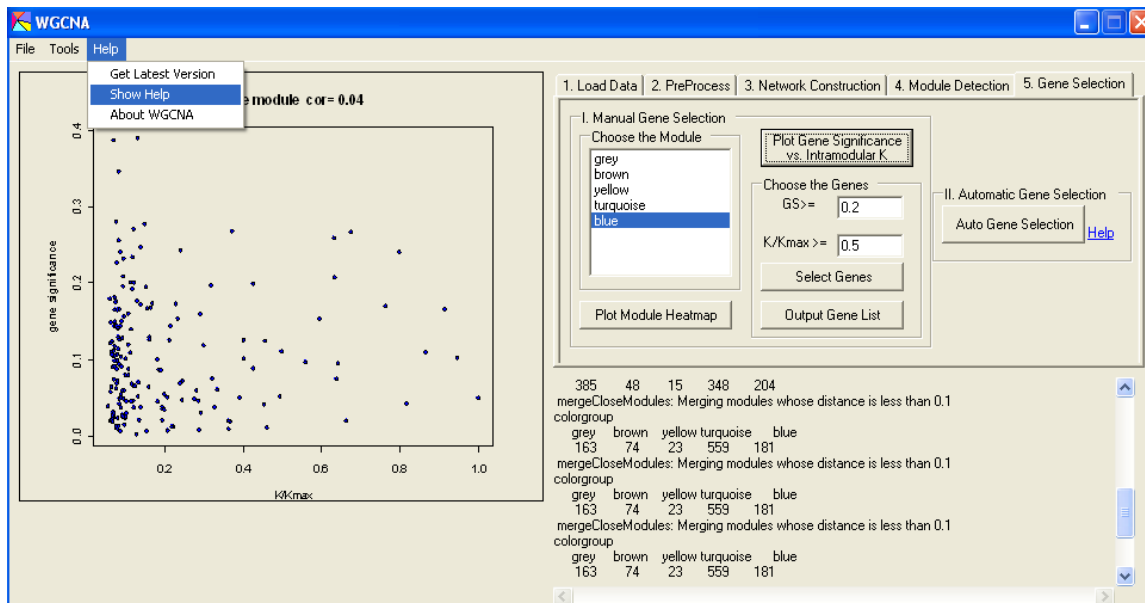 WGCNA
File Tools Help
Get Latest Version
Show Help
About WGCNA
e module cor= 0.04
gene significance
0.4
0.3
0.2
0.1
0.0
0.2 0.4 0.6 0.8 1.0
K/Kmax
1. Load Data 2. PreProcess 3. Network Construction 4. Module Detection 5. Gene Selection
I. Manual Gene Selection
Choose the Module
grey
brown
yellow
turquoise
blue
Plot Module Heatmap
Plot Gene Significance
vs. Intramodular K
Choose the Genes
GS>= 0.2
K/Kmax >= 0.5
Select Genes
Output Gene List
II. Automatic Gene Selection
Auto Gene Selection Help
385 48 15 348 204
mergeCloseModules: Merging modules whose distance is less than 0.1
colorgroup
grey brown yellow turquoise blue
163 74 23 559 181
mergeCloseModules: Merging modules whose distance is less than 0.1
colorgroup
grey brown yellow turquoise blue
163 74 23 559 181
mergeCloseModules: Merging modules whose distance is less than 0.1
colorgroup
grey brown yellow turquoise blue
163 74 23 559 181